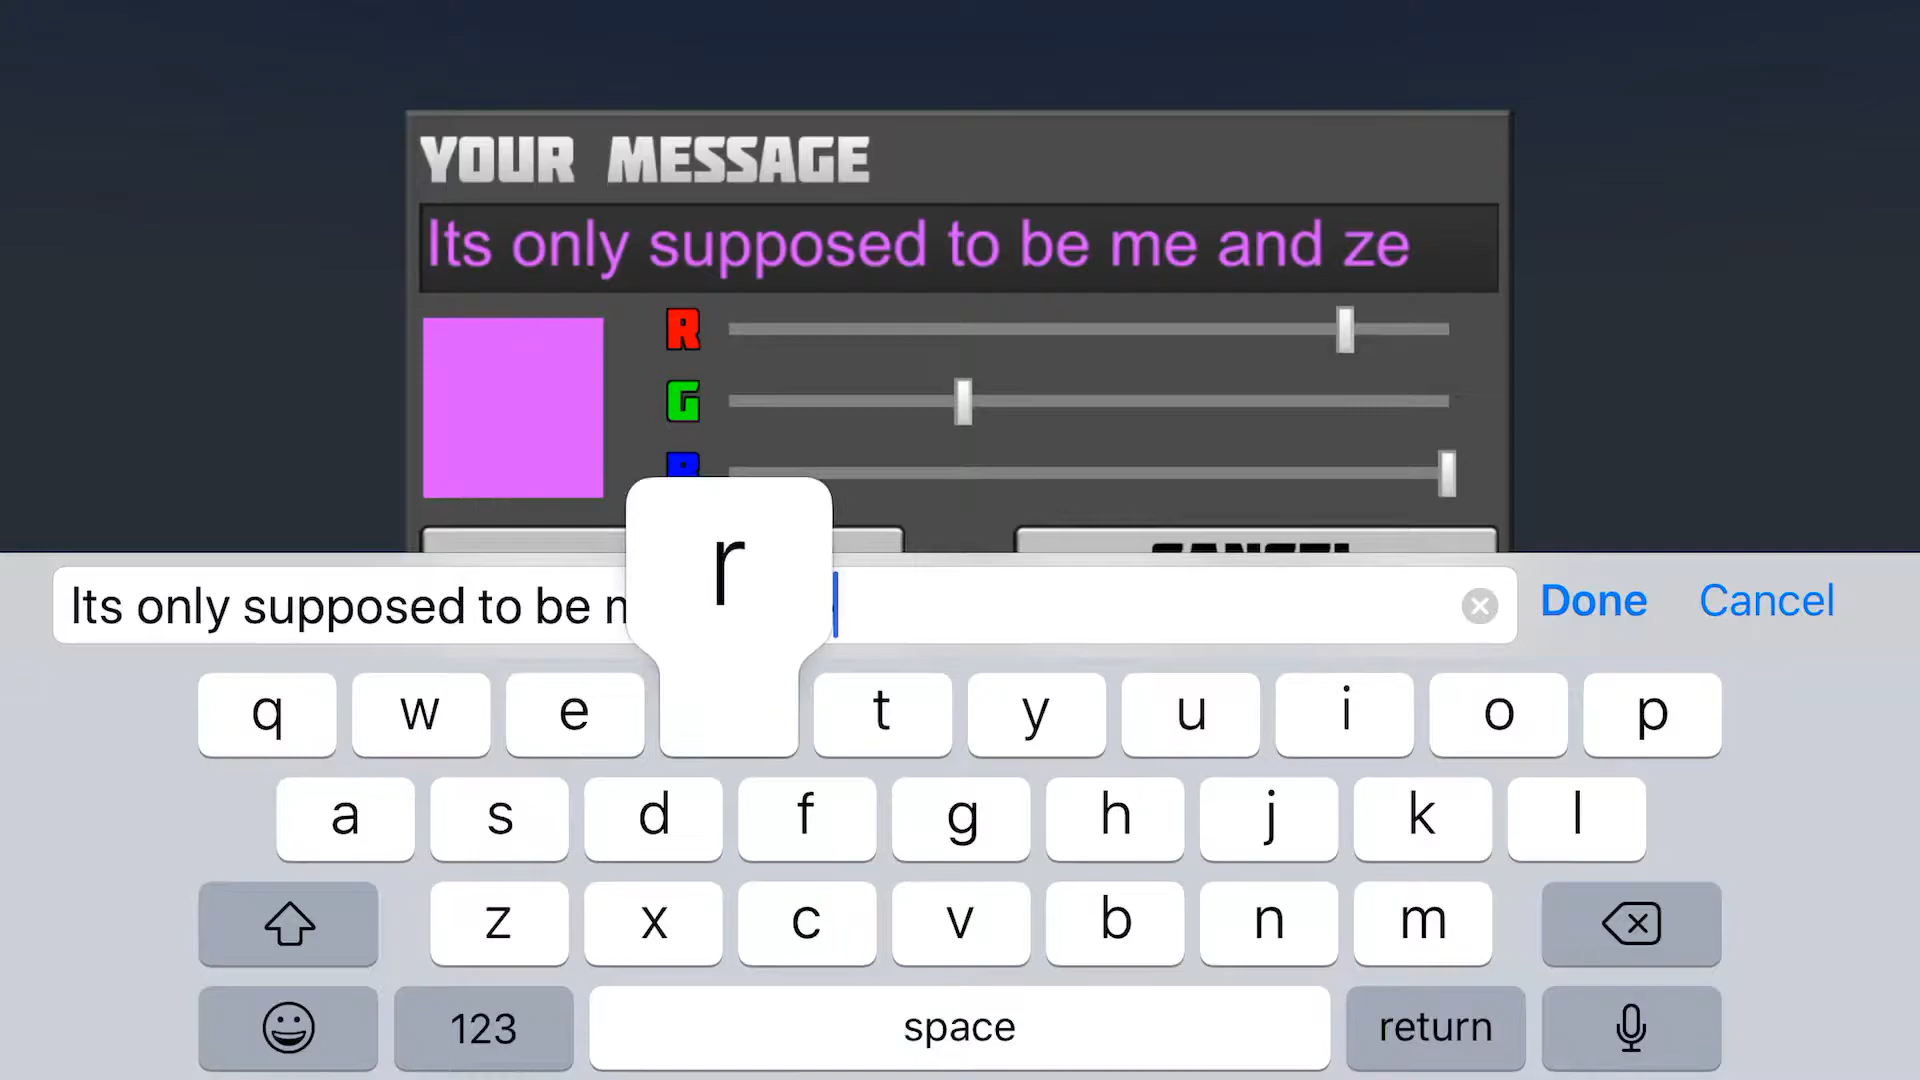 YOUR MESSAGE
Its only supposed to be me and ze
R
G
B
CANCEL
Its only supposed to be
Done
Cancel
r
q w e t y u i o p
a s d f g h j k l
z x c v b n m
123 space return